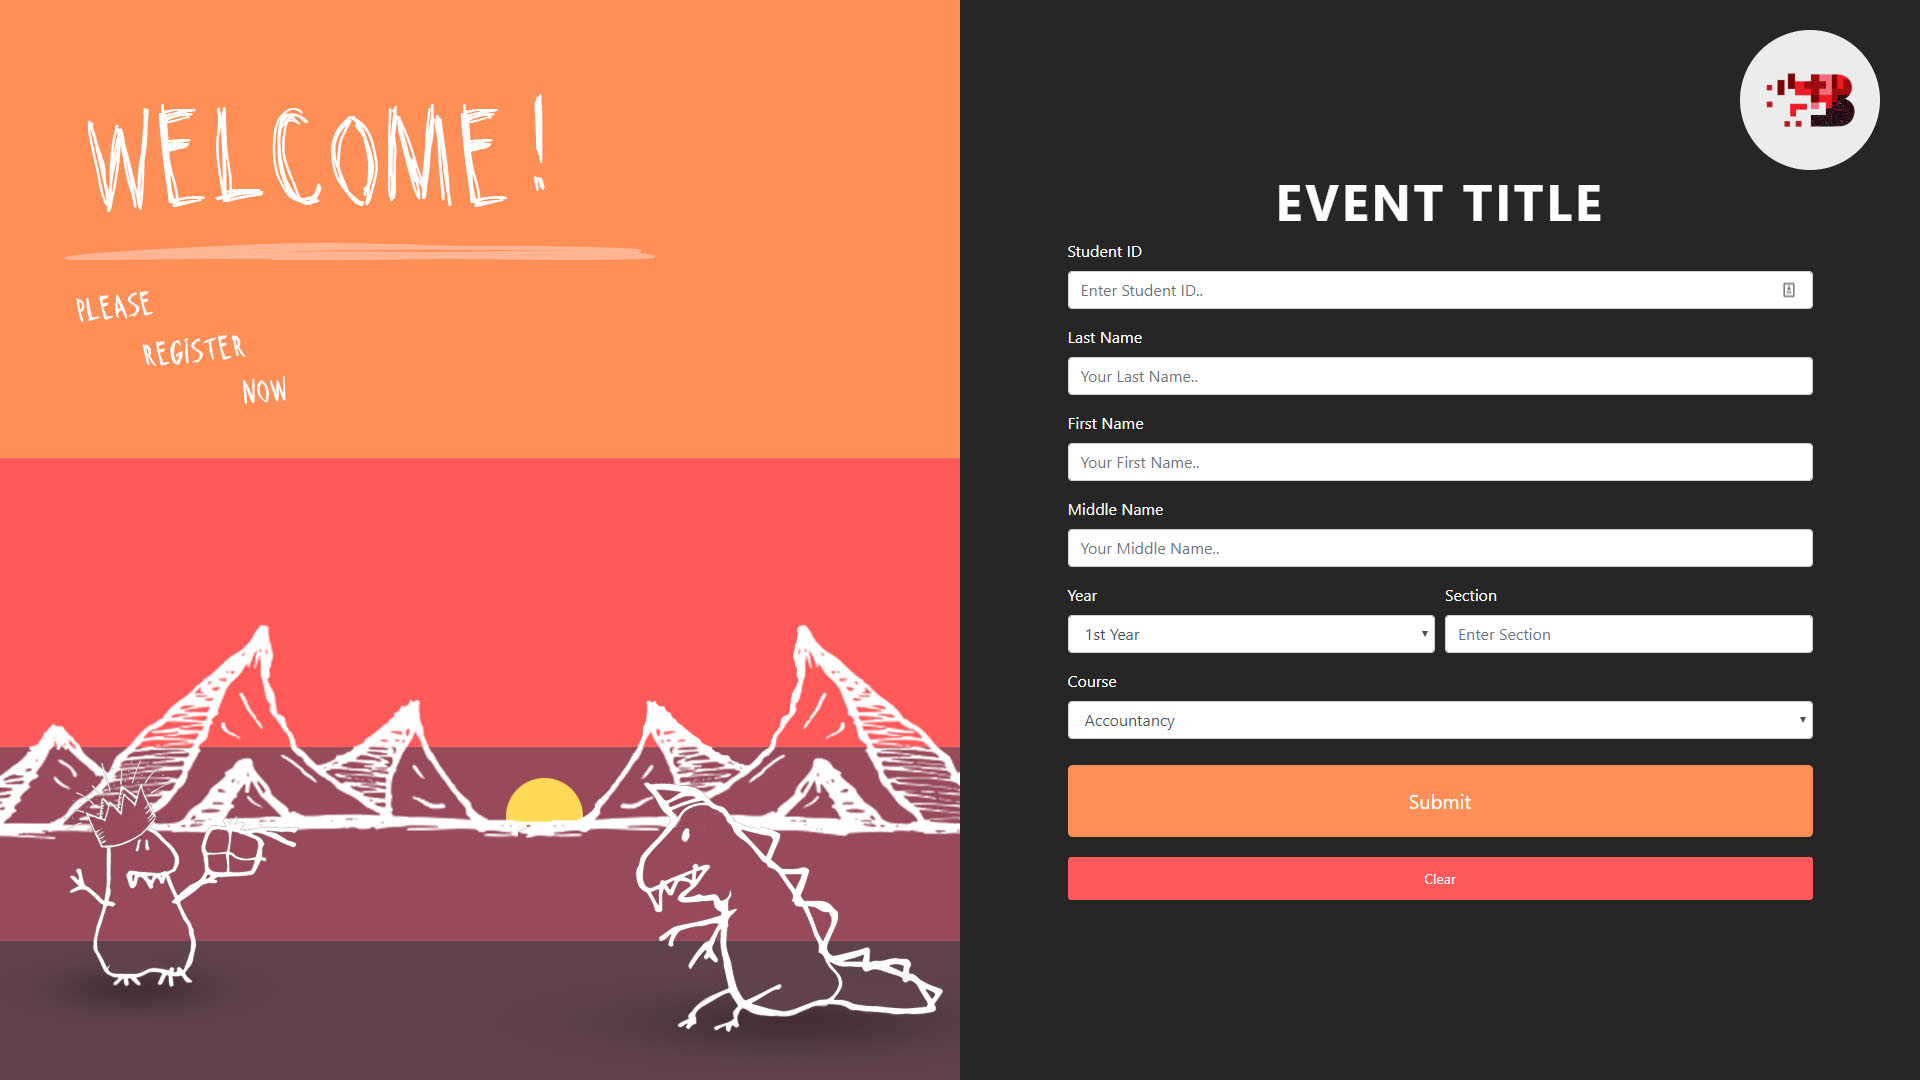 WELCOME!
PLEASE
REGISTER
NOW
B
EVENT TITLE
Student ID
Enter Student ID..
Last Name
Your Last Name..
First Name
Your First Name..
Middle Name
Your Middle Name..
Year Section
1st Year Enter Section
Course
Accountancy
Submit
Clear